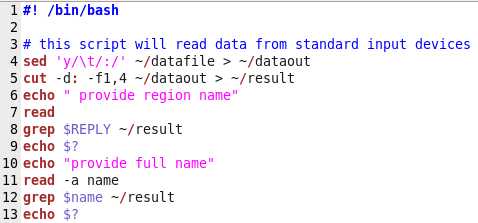 1 #! /bin/bash
2
3 # this script will read data from standard input devices
4 sed 'y/\t/:/' ~/datafile > ~/dataout
5 cut -d: -f1,4 ~/dataout > ~/result
6 echo " provide region name"
7 read
8 grep $REPLY ~/result
9 echo $?
10 echo "provide full name"
11 read -a name
12 grep $name ~/result
13 echo $?